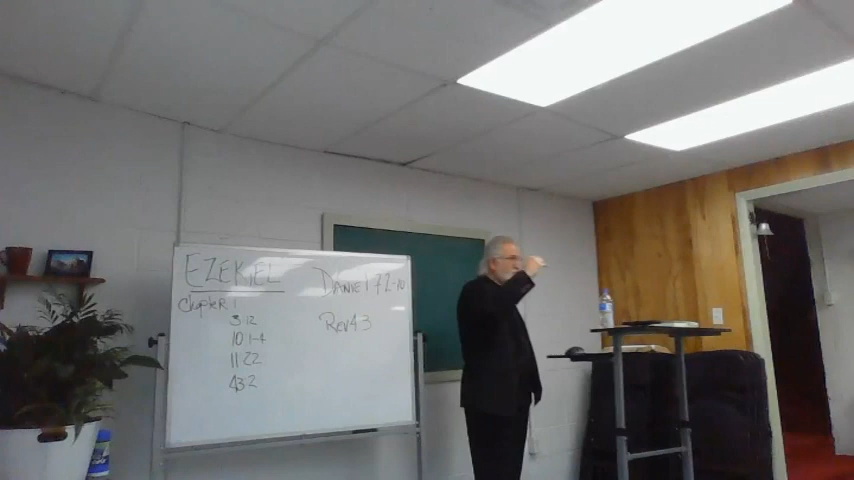 EZEKIEL
Chapter 1
3:12
10 1-4
11 22
43 2
Daniel 7 2-10
Rev 4 3